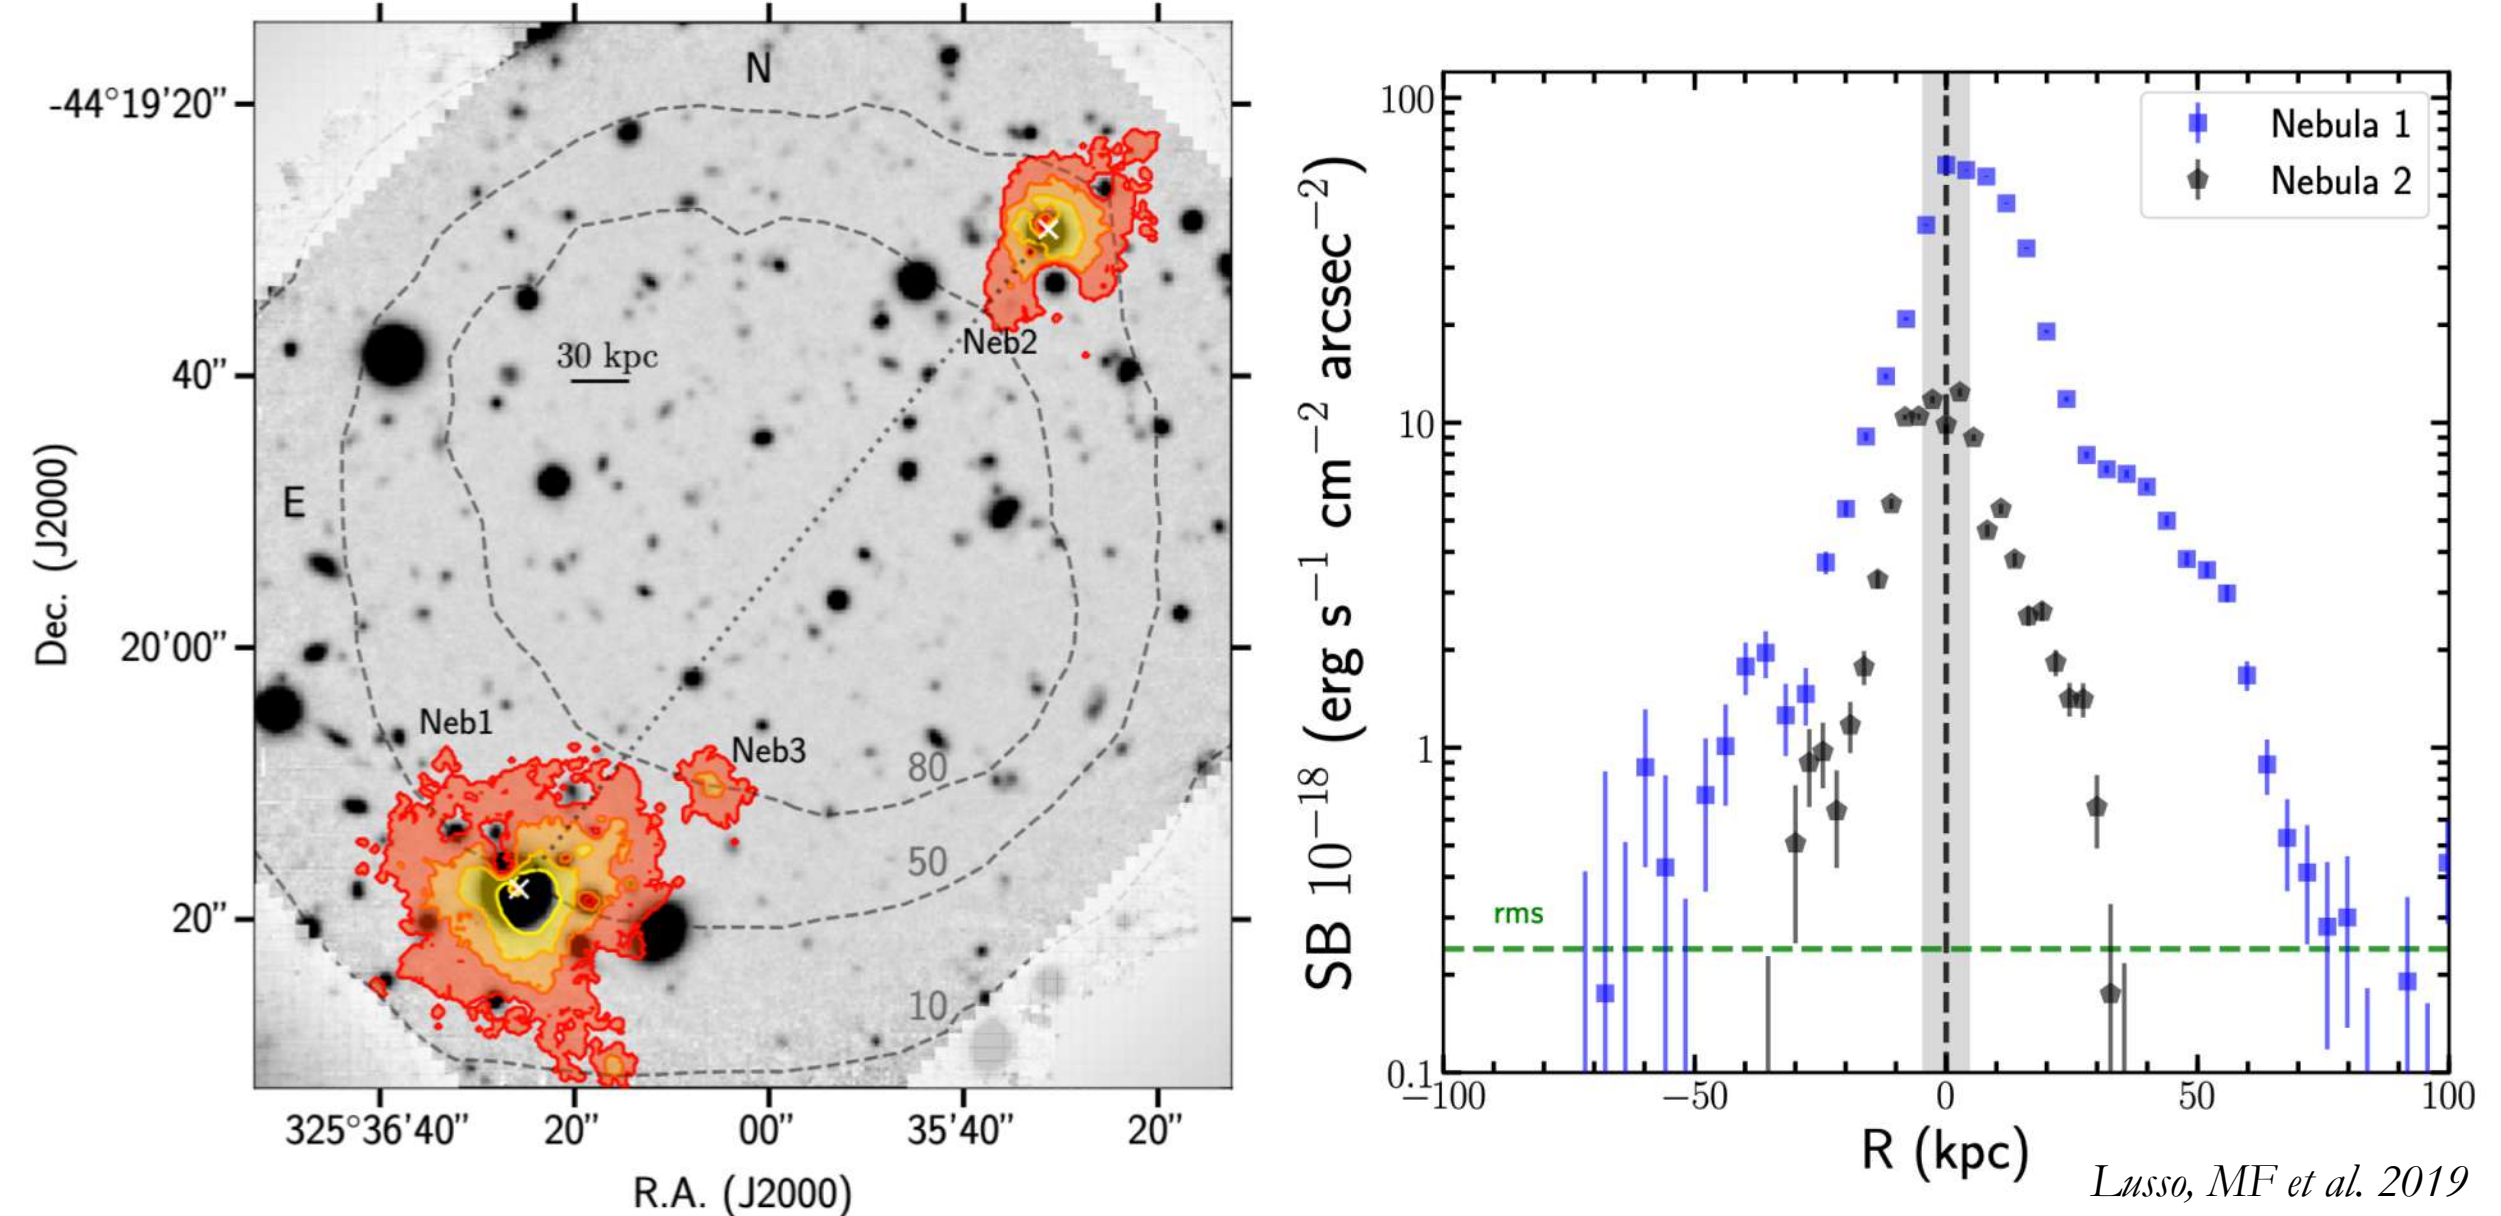 N
-44°19'20”
40”
20'00”
20”
Dec. (J2000)
E
30 kpc
Neb2
Neb1
Neb3
80
50
10
325°36'40”
20”
00”
35'40”
20”
R.A. (J2000)
100
10
1
0.1
SB 10⁻¹⁸ (erg s⁻¹ cm⁻² arcsec⁻²)
Nebula 1
Nebula 2
rms
−100
−50
0
50
100
R (kpc)
Lusso, MF et al. 2019